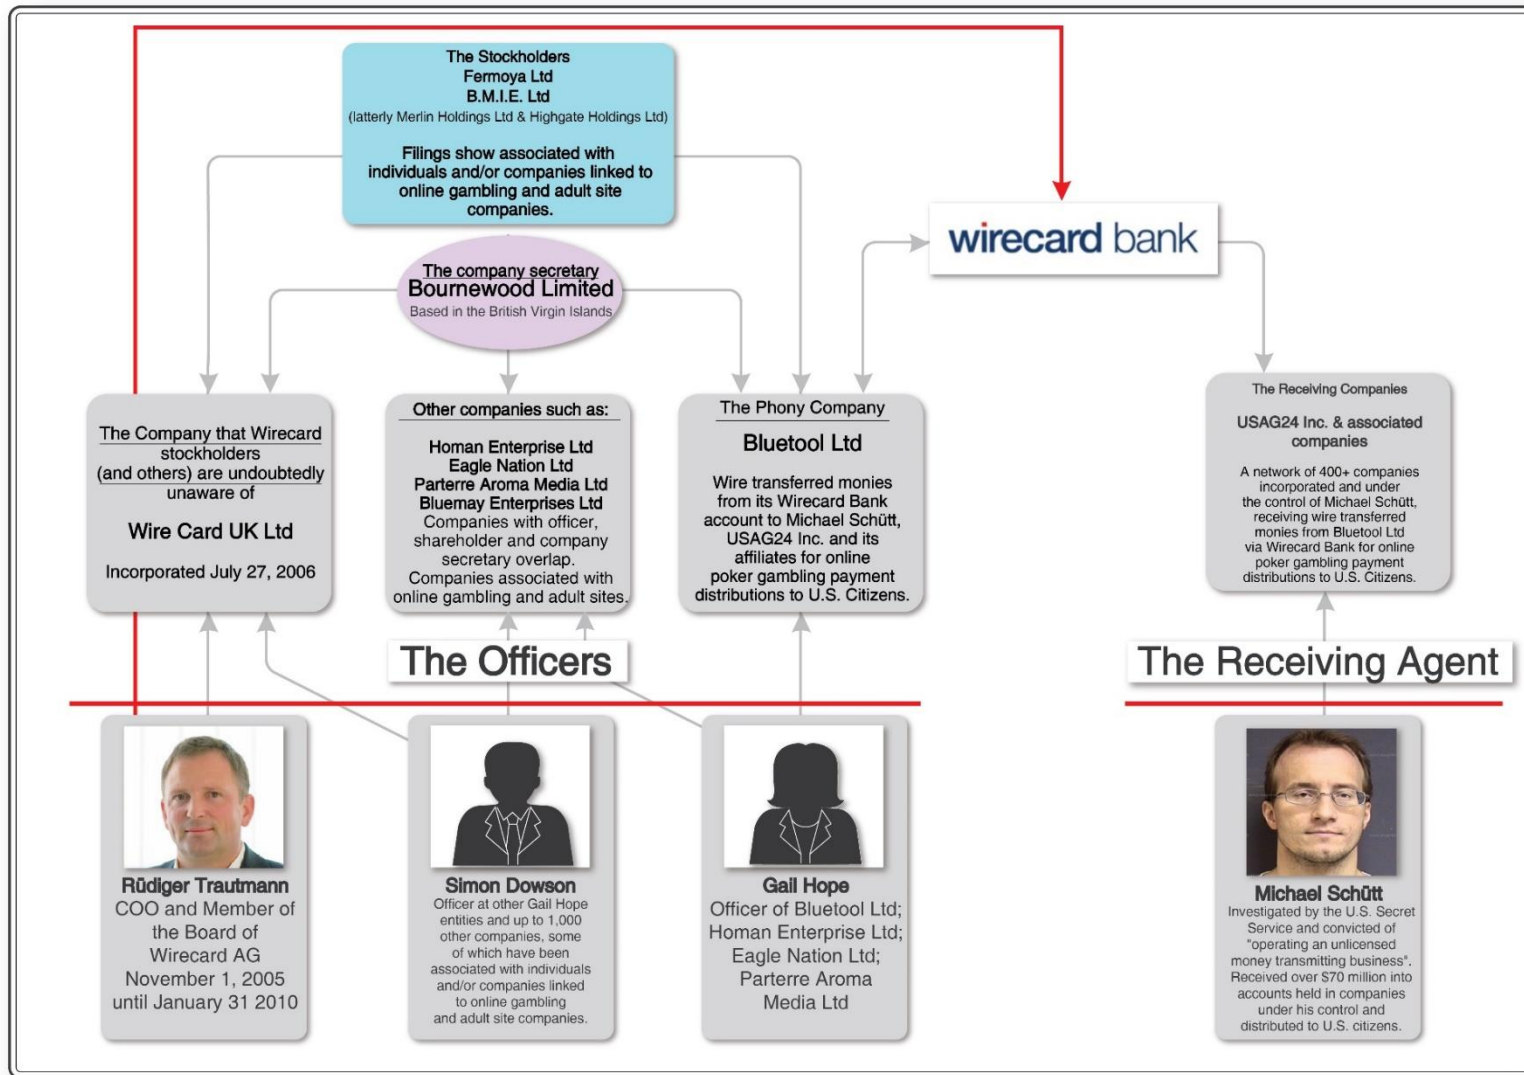 The Stockholders
Fermoya Ltd
B.M.I.E. Ltd
(latterly Merlin Holdings Ltd & Highgate Holdings Ltd)
Filings show associated with
individuals and/or companies linked to
online gambling and adult site
companies.
wirecard bank
The company secretary
Bournewood Limited
Based in the British Virgin Islands
The Company that Wirecard
stockholders
(and others) are undoubtedly
unaware of
Wire Card UK Ltd
Incorporated July 27, 2006
Other companies such as:
Homan Enterprise Ltd
Eagle Nation Ltd
Parterre Aroma Media Ltd
Bluemay Enterprises Ltd
Companies with officer,
shareholder and company
secretary overlap.
Companies associated with
online gambling and adult sites.
The Phony Company
Bluetool Ltd
Wire transferred monies
from its Wirecard Bank
account to Michael Schütt,
USAG24 Inc. and its
affiliates for online
poker gambling payment
distributions to U.S. Citizens.
The Receiving Companies
USAG24 Inc. & associated
companies
A network of 400+ companies
incorporated and under
the control of Michael Schütt,
receiving wire transferred
monies from Bluetool Ltd
via Wirecard Bank for online
poker gambling payment
distributions to U.S. Citizens.
The Officers
The Receiving Agent
Rüdiger Trautmann
COO and Member of
the Board of
Wirecard AG
November 1, 2005
until January 31 2010
Simon Dowson
Officer at other Gail Hope
entities and up to 1,000
other companies, some
of which have been
associated with individuals
and/or companies linked
to online gambling
and adult site companies.
Gail Hope
Officer of Bluetool Ltd;
Homan Enterprise Ltd;
Eagle Nation Ltd;
Parterre Aroma
Media Ltd
Michael Schütt
Investigated by the U.S. Secret
Service and convicted of
"operating an unlicensed
money transmitting business".
Received over $70 million into
accounts held in companies
under his control and
distributed to U.S. citizens.